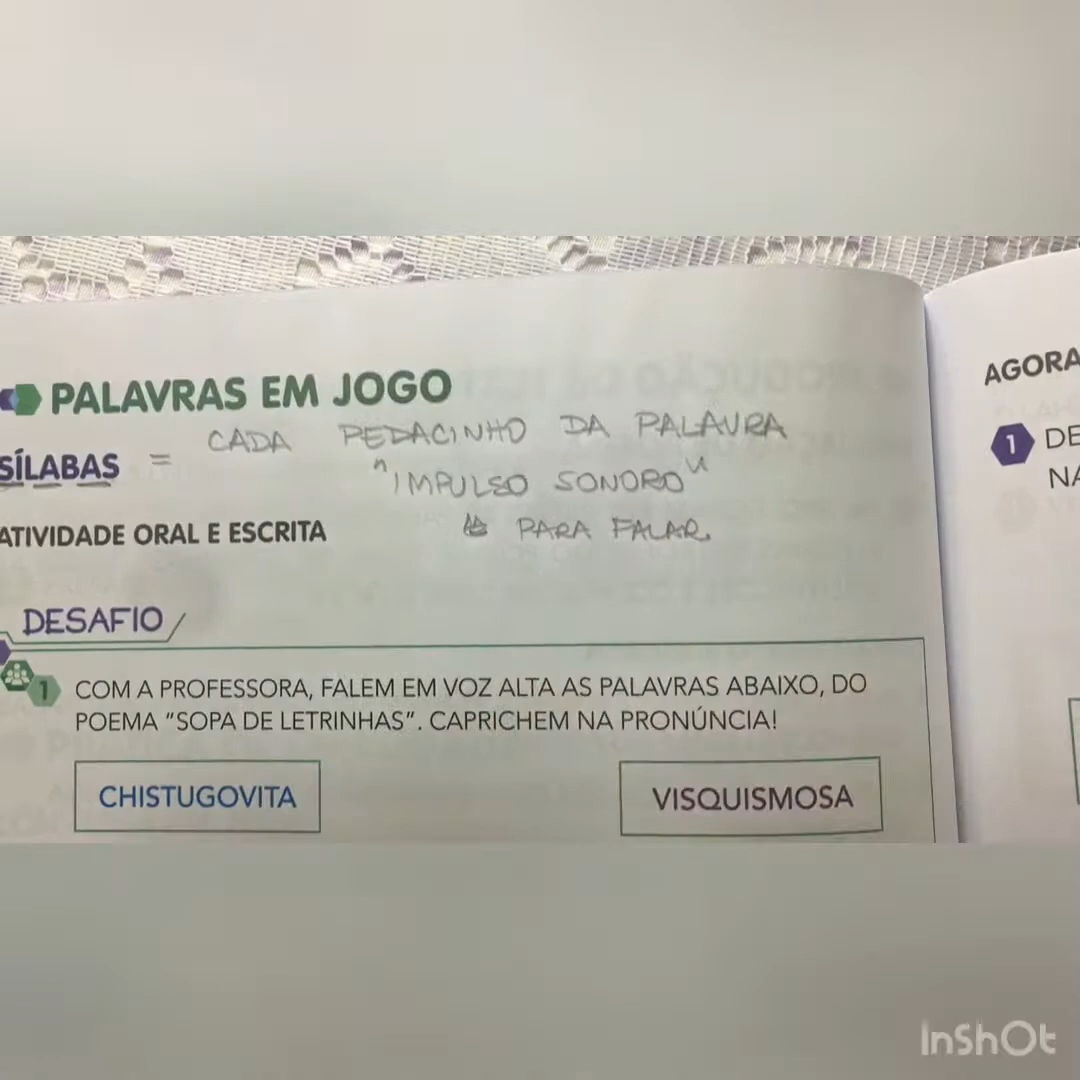 PALAVRAS EM JOGO
SÍLABAS = CADA PEDACINHO DA PALAVRA
"IMPULSO SONORO"
PARA FALAR.
ATIVIDADE ORAL E ESCRITA
DESAFIO
1 COM A PROFESSORA, FALEM EM VOZ ALTA AS PALAVRAS ABAIXO, DO
POEMA "SOPA DE LETRINHAS". CAPRICHEM NA PRONÚNCIA!
CHISTUGOVITA
VISQUISMOSA
AGORA
1 DE
NA
InShOt